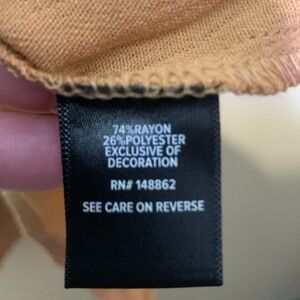 74%RAYON
26%POLYESTER
EXCLUSIVE OF
DECORATION
RN# 148862
SEE CARE ON REVERSE